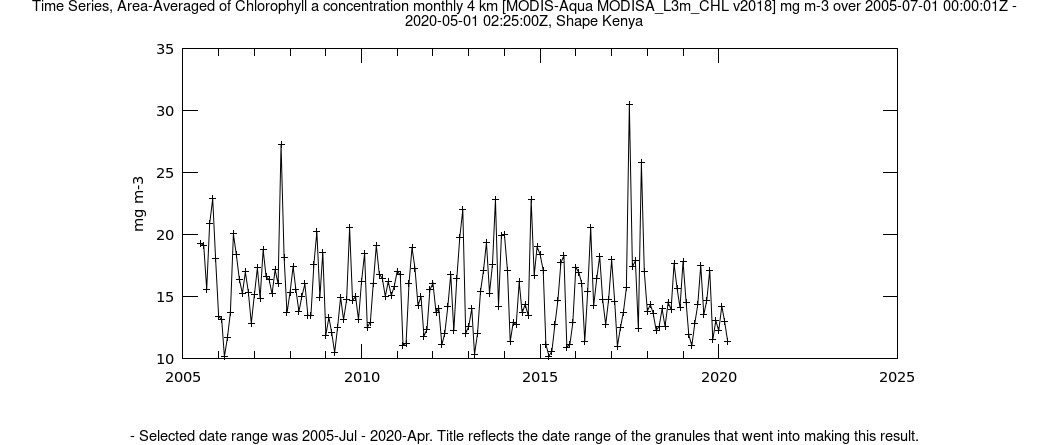 Time Series, Area-Averaged of Chlorophyll a concentration monthly 4 km [MODIS-Aqua MODISA_L3m_CHL v2018] mg m-3 over 2005-07-01 00:00:01Z -
2020-05-01 02:25:00Z, Shape Kenya
35
30
25
20
15
10
mg m-3
2005 2010 2015 2020 2025
- Selected date range was 2005-Jul - 2020-Apr. Title reflects the date range of the granules that went into making this result.